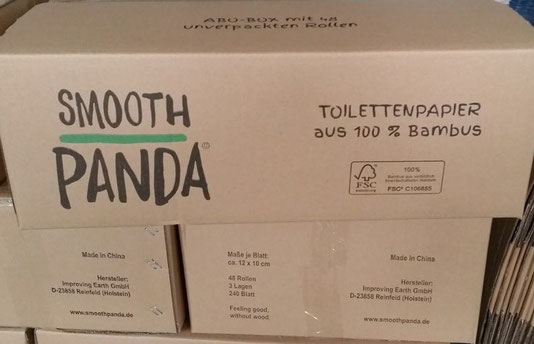 ABO-BOX mit 48
unverpackten Rollen
SMOOTH
PANDA
©
TOILETTENPAPIER
aus 100 % Bambus
FSC
100%
FSC® C106855
Made in China
Hersteller:
Improving Earth GmbH
D-23858 Reinfeld (Holstein)
www.smoothpanda.de
Maße je Blatt:
ca. 12 x 10 cm
48 Rollen
3 Lagen
240 Blatt
Feeling good,
without wood.
Made in China
Hersteller:
Improving Earth GmbH
D-23858 Reinfeld (Holstein)
www.smoothpanda.de